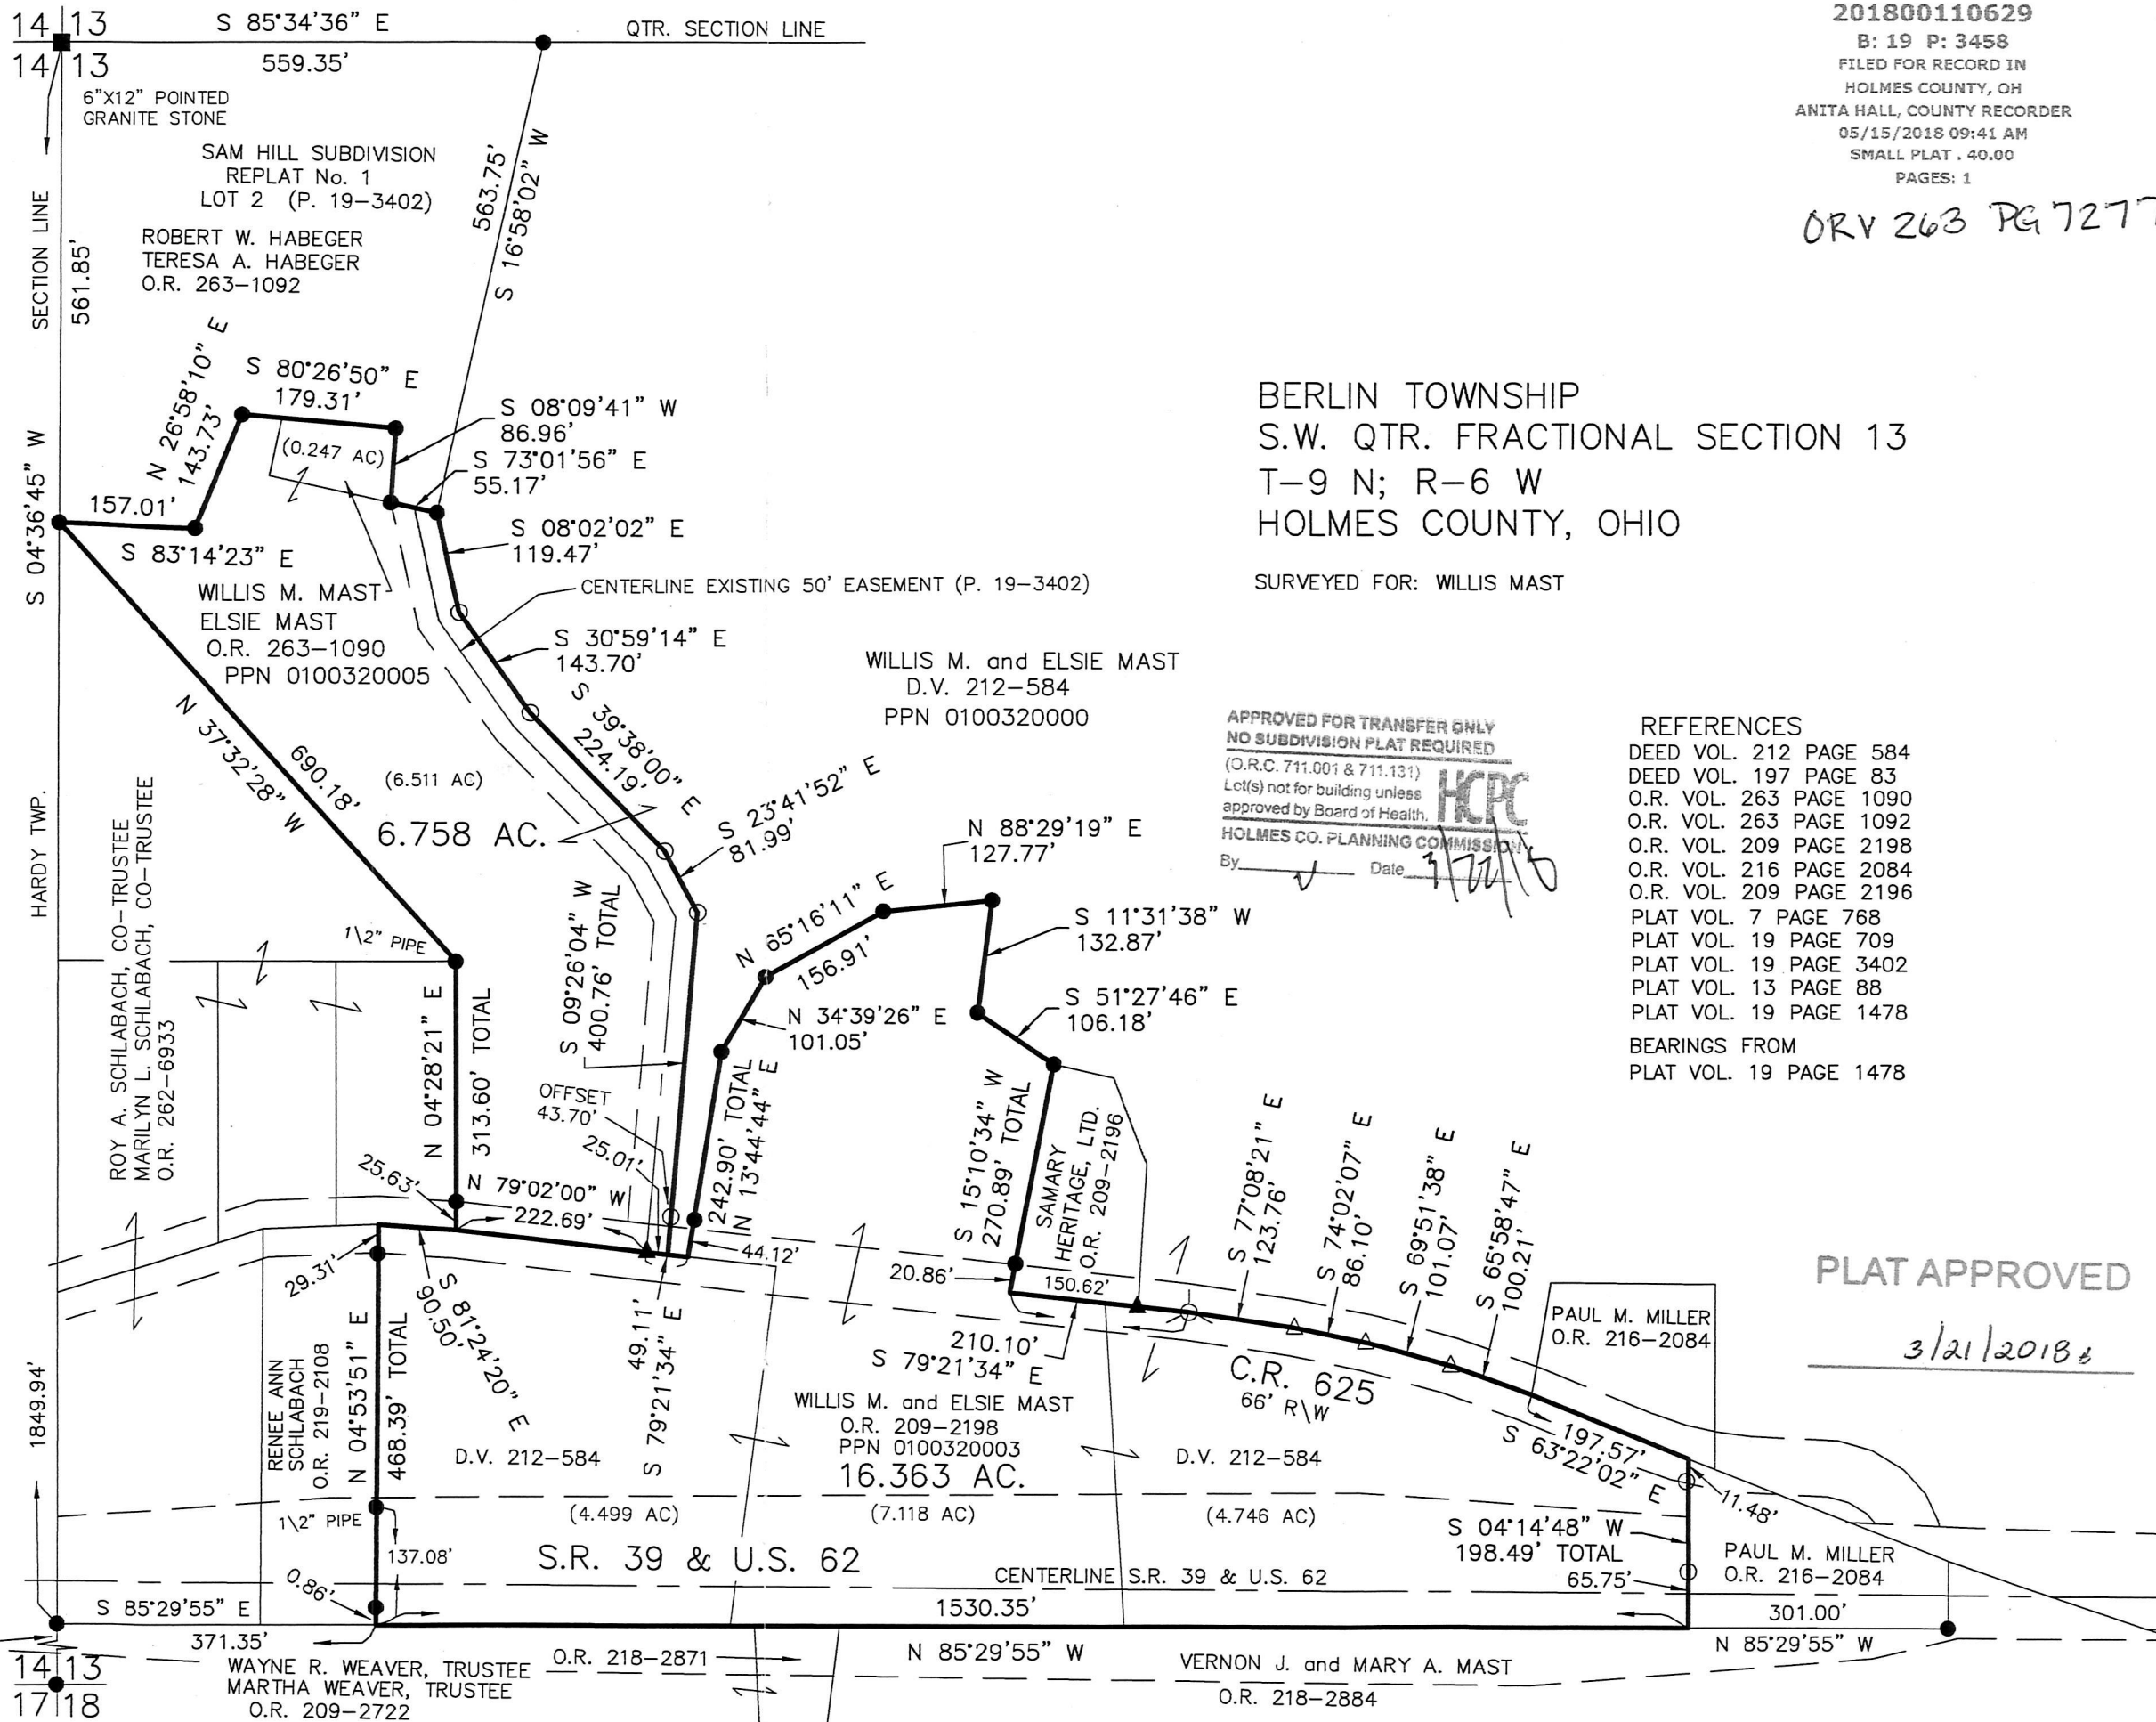 201800110629
B: 19 P: 3458
FILED FOR RECORD IN
HOLMES COUNTY, OH
ANITA HALL, COUNTY RECORDER
05/15/2018 09:41 AM
SMALL PLAT . 40.00
PAGES: 1
ORV 263 PG 7277
14 13
14 13
S 85°34'36" E
559.35'
QTR. SECTION LINE
6"X12" POINTED
GRANITE STONE
SAM HILL SUBDIVISION
REPLAT No. 1
LOT 2 (P. 19-3402)
ROBERT W. HABEGER
TERESA A. HABEGER
O.R. 263-1092
563.75'
S 16°58'02" W
SECTION LINE
561.85'
S 04°36'45" W
HARDY TWP.
1849.94'
N 26°58'10" E
143.73'
S 80°26'50" E
179.31'
(0.247 AC)
S 08°09'41" W
86.96'
S 73°01'56" E
55.17'
157.01'
S 83°14'23" E
S 08°02'02" E
119.47'
WILLIS M. MAST
ELSIE MAST
O.R. 263-1090
PPN 0100320005
CENTERLINE EXISTING 50' EASEMENT (P. 19-3402)
S 30°59'14" E
143.70'
BERLIN TOWNSHIP
S.W. QTR. FRACTIONAL SECTION 13
T-9 N; R-6 W
HOLMES COUNTY, OHIO
SURVEYED FOR: WILLIS MAST
WILLIS M. and ELSIE MAST
D.V. 212-584
PPN 0100320000
S 39°38'00" E
224.19'
N 37°32'28" W
690.18'
(6.511 AC)
6.758 AC.
S 23°41'52" E
81.99'
APPROVED FOR TRANSFER ONLY
NO SUBDIVISION PLAT REQUIRED
(O.R.C. 711.001 & 711.131)
Lot(s) not for building unless
approved by Board of Health.
HCPC
HOLMES CO. PLANNING COMMISSION
By Date 3/22/18
REFERENCES
DEED VOL. 212 PAGE 584
DEED VOL. 197 PAGE 83
O.R. VOL. 263 PAGE 1090
O.R. VOL. 263 PAGE 1092
O.R. VOL. 209 PAGE 2198
O.R. VOL. 216 PAGE 2084
O.R. VOL. 209 PAGE 2196
PLAT VOL. 7 PAGE 768
PLAT VOL. 19 PAGE 709
PLAT VOL. 19 PAGE 3402
PLAT VOL. 13 PAGE 88
PLAT VOL. 19 PAGE 1478
BEARINGS FROM
PLAT VOL. 19 PAGE 1478
ROY A. SCHLABACH, CO-TRUSTEE
MARILYN L. SCHLABACH, CO-TRUSTEE
O.R. 262-6933
1\2" PIPE
N 04°28'21" E
313.60' TOTAL
S 09°26'04" W
400.76' TOTAL
N 65°16'11" E
156.91'
N 88°29'19" E
127.77'
S 11°31'38" W
132.87'
S 51°27'46" E
106.18'
N 34°39'26" E
101.05'
OFFSET
43.70'
25.01'
242.90' TOTAL
N 13°44'44" E
25.63'
N 79°02'00" W
222.69'
44.12'
S 15°10'34" W
270.89' TOTAL
SAMARY
HERITAGE, LTD.
O.R. 209-2196
20.86'
150.62'
S 77°08'21" E
123.76'
S 74°02'07" E
86.10'
S 69°51'38" E
101.07'
S 65°58'47" E
100.21'
PAUL M. MILLER
O.R. 216-2084
PLAT APPROVED
3/21/2018
29.31'
S 81°24'20" E
90.50'
49.11'
S 79°21'34" E
210.10'
S 79°21'34" E
C.R. 625
66' R\W
RENEE ANN
SCHLABACH
O.R. 219-2108
N 04°53'51" E
468.39' TOTAL
WILLIS M. and ELSIE MAST
O.R. 209-2198
PPN 0100320003
16.363 AC.
D.V. 212-584
D.V. 212-584
197.57'
S 63°22'02" E
11.48'
1\2" PIPE
(4.499 AC)
(7.118 AC)
(4.746 AC)
137.08'
0.86'
S.R. 39 & U.S. 62
CENTERLINE S.R. 39 & U.S. 62
S 04°14'48" W
198.49' TOTAL
65.75'
PAUL M. MILLER
O.R. 216-2084
S 85°29'55" E
371.35'
1530.35'
N 85°29'55" W
301.00'
N 85°29'55" W
14 13
17 18
WAYNE R. WEAVER, TRUSTEE
MARTHA WEAVER, TRUSTEE
O.R. 209-2722
O.R. 218-2871
VERNON J. and MARY A. MAST
O.R. 218-2884